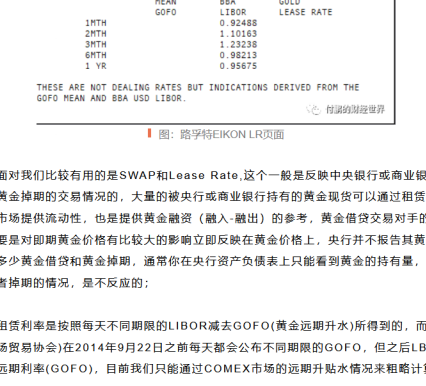 MEAN BBA GOLD
GOFO LIBOR LEASE RATE
1MTH 0.92488
2MTH 1.10163
3MTH 1.23238
6MTH 0.98213
1 YR 0.95675
THESE ARE NOT DEALING RATES BUT INDICATIONS DERIVED FROM THE
GOFO MEAN AND BBA USD LIBOR.
付鹏的财经世界
图：路孚特EIKON LR页面
面对我们比较有用的是SWAP和Lease Rate,这个一般是反映中央银行或商业银
黄金掉期的交易情况的，大量的被央行或商业银行持有的黄金现货可以通过租赁
市场提供流动性，也是提供黄金融资（融入-融出）的参考，黄金借贷交易对手的
要是对即期黄金价格有比较大的影响立即反映在黄金价格上，央行并不报告其黄
多少黄金借贷和黄金掉期，通常你在央行资产负债表上只能看到黄金的持有量，
者掉期的情况，是不反应的；
租赁利率是按照每天不同期限的LIBOR减去GOFO(黄金远期升水)所得到的，而
场贸易协会)在2014年9月22日之前每天都会公布不同期限的GOFO，但之后LB
远期利率(GOFO)，目前我们只能通过COMEX市场的远期升贴水情况来粗略计算